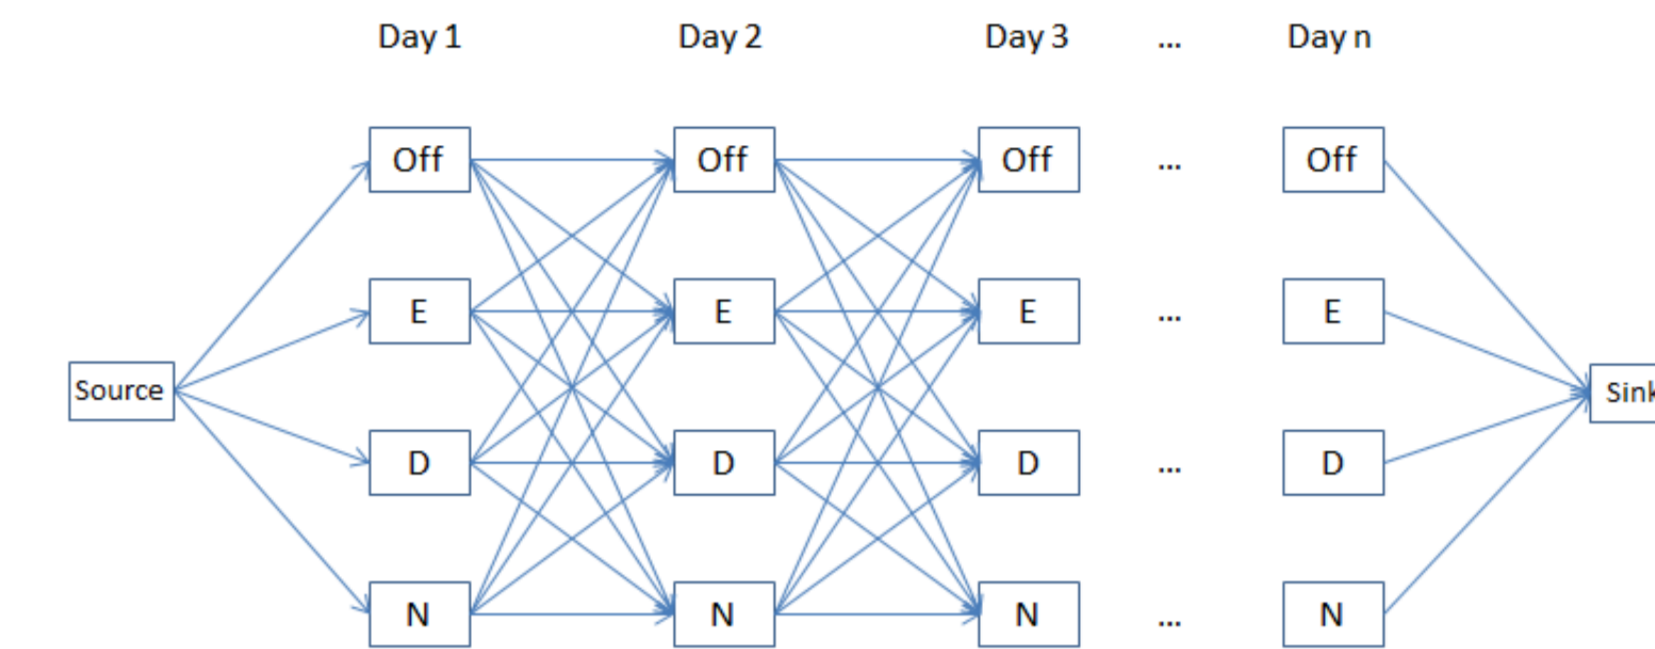 Day 1 Day 2 Day 3 ... Day n
Off Off Off ... Off
E E E ... E
Source Sink
D D D ... D
N N N ... N